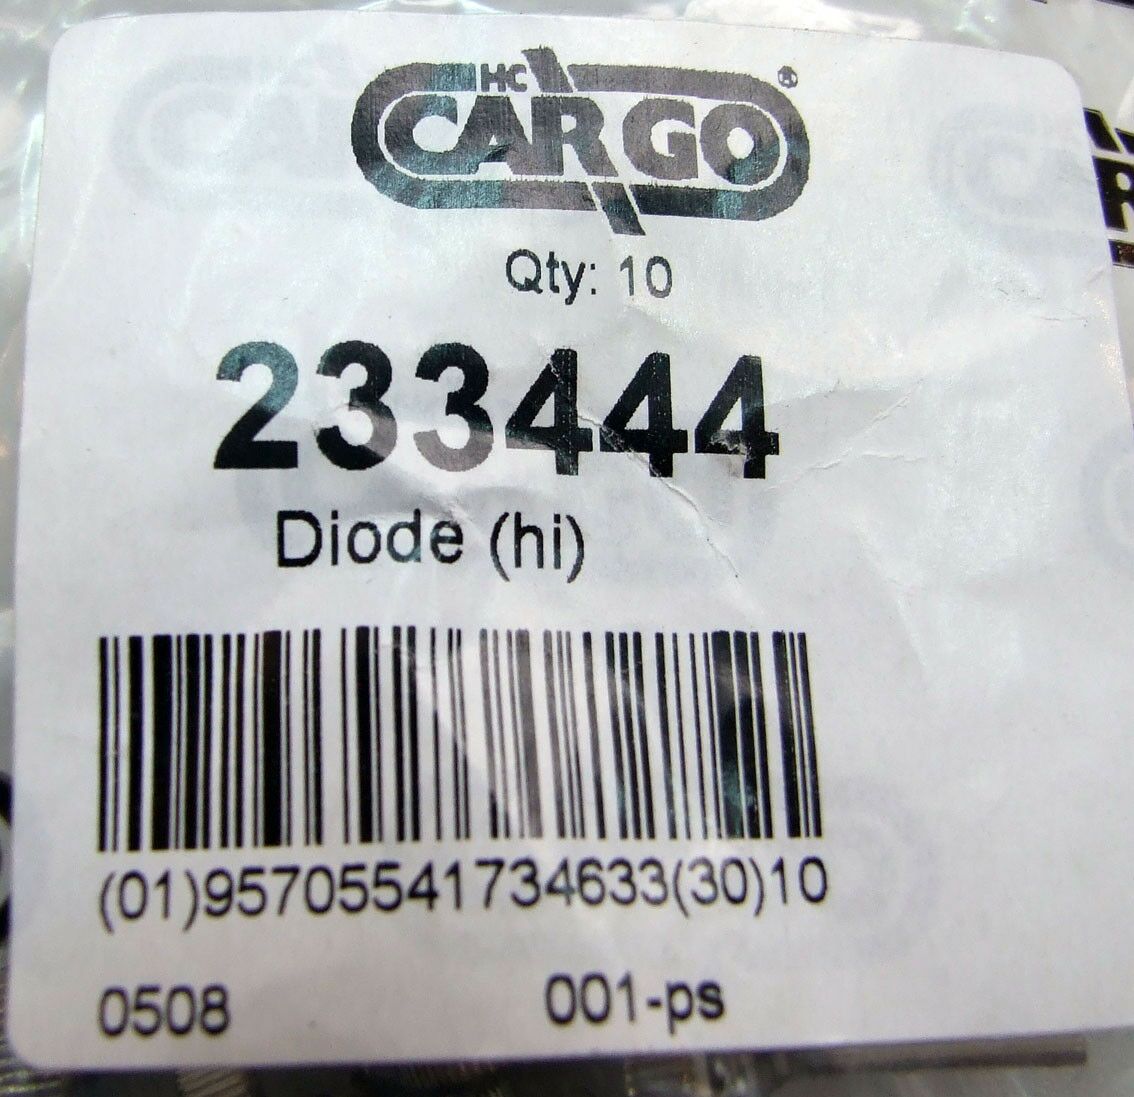 HC
CARGO®
Qty: 10
233444
Diode (hi)
(01)95705541734633(30)10
0508 001-ps